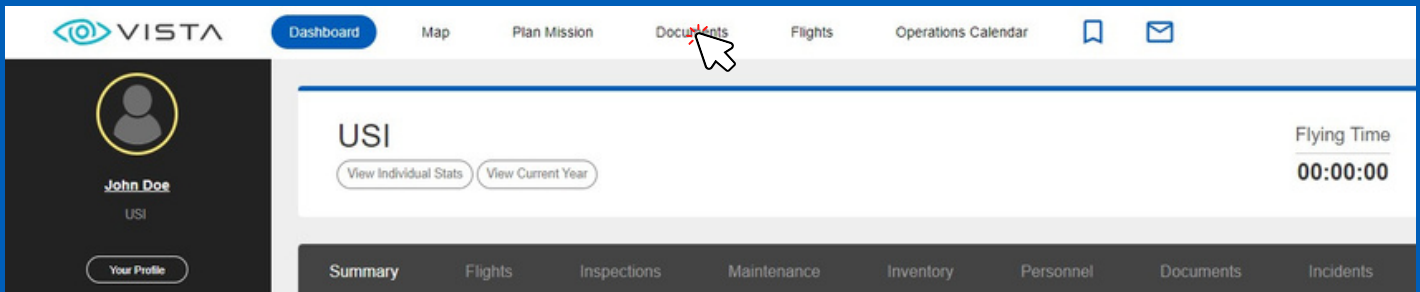 VISTA
Dashboard Map Plan Mission Documents Flights Operations Calendar
John Doe
USI
Your Profile
USI
View Individual Stats View Current Year
Flying Time
00:00:00
Summary Flights Inspections Maintenance Inventory Personnel Documents Incidents